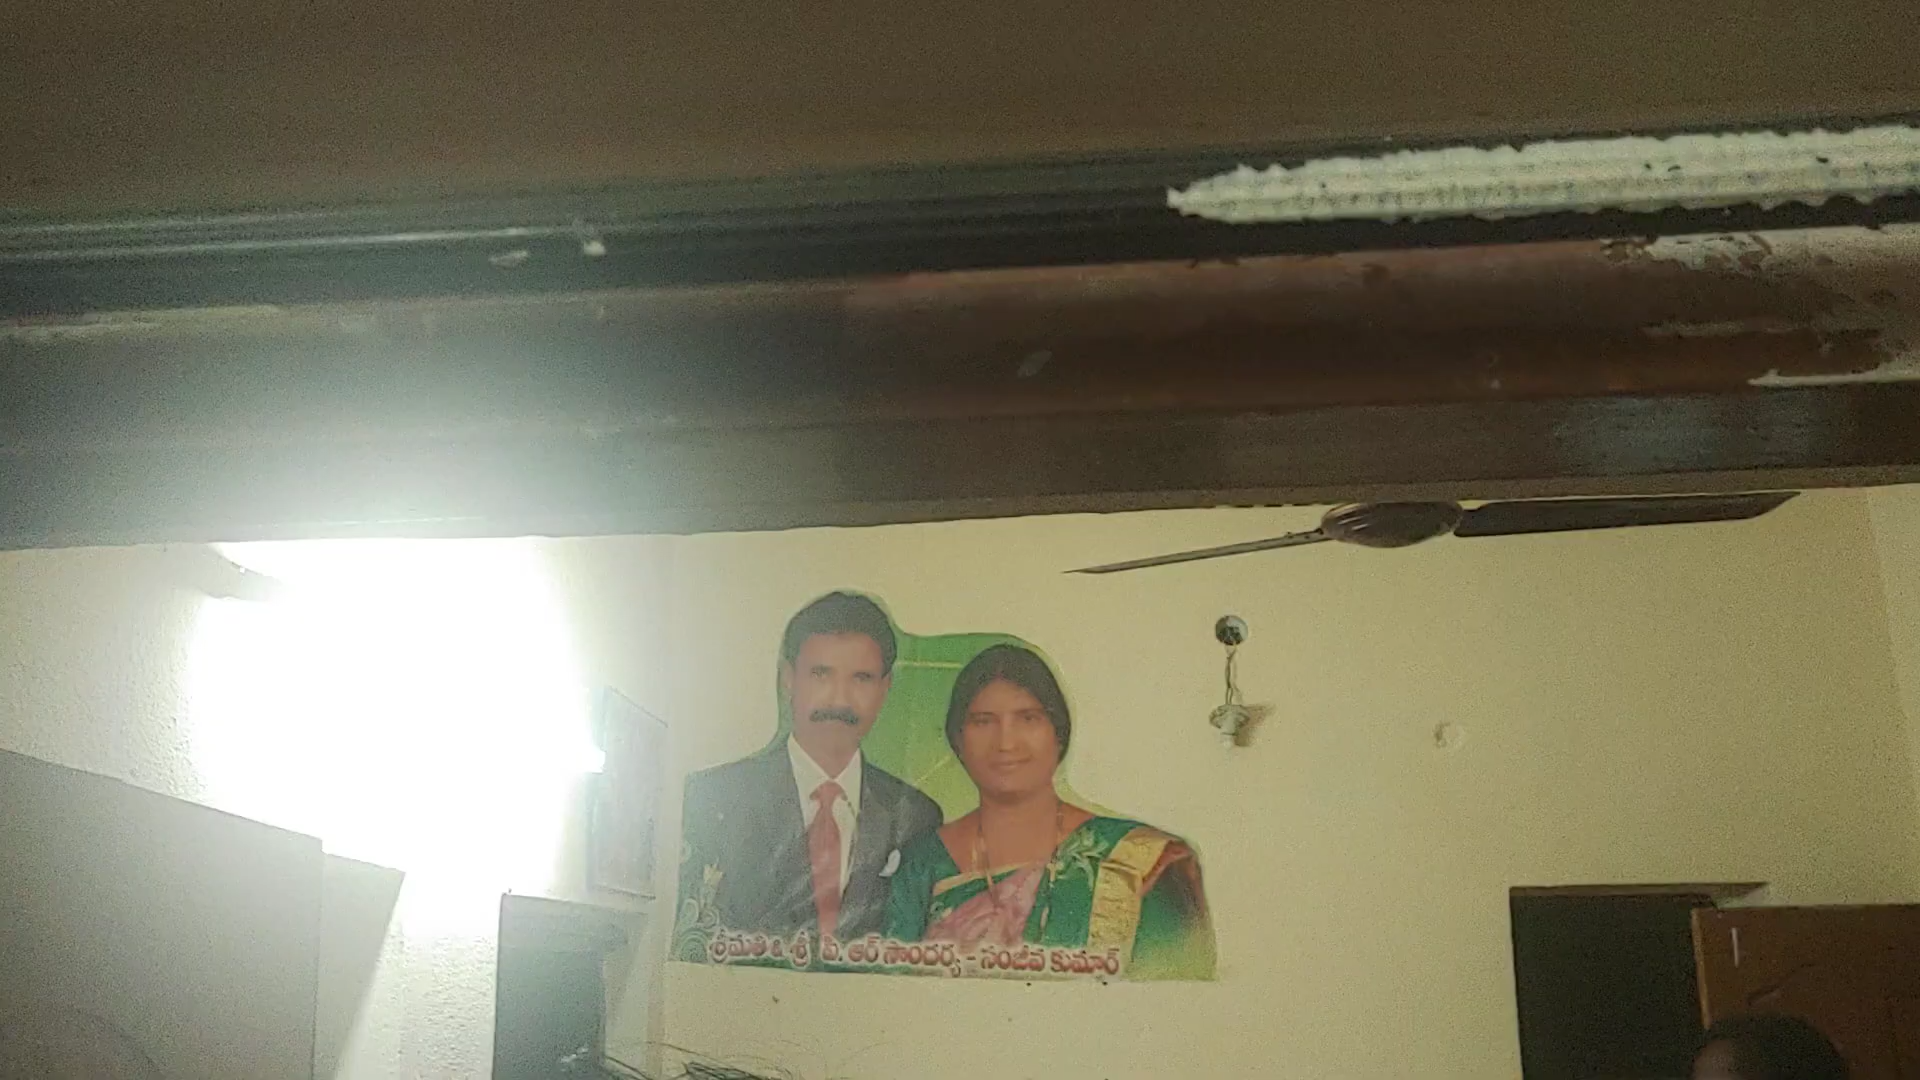 శ్రీమతి & శ్రీ పి. ఆర్ సౌందర్య - సంజీవ కుమార్